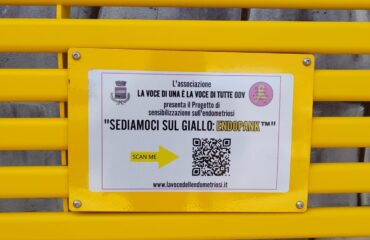 L'associazione
LA VOCE DI UNA È LA VOCE DI TUTTE ODV
presenta il Progetto di
sensibilizzazione sull'endometriosi
"SEDIAMOCI SUL GIALLO: ENDOPANK™"
SCAN ME
www.lavocedellendometriosi.it